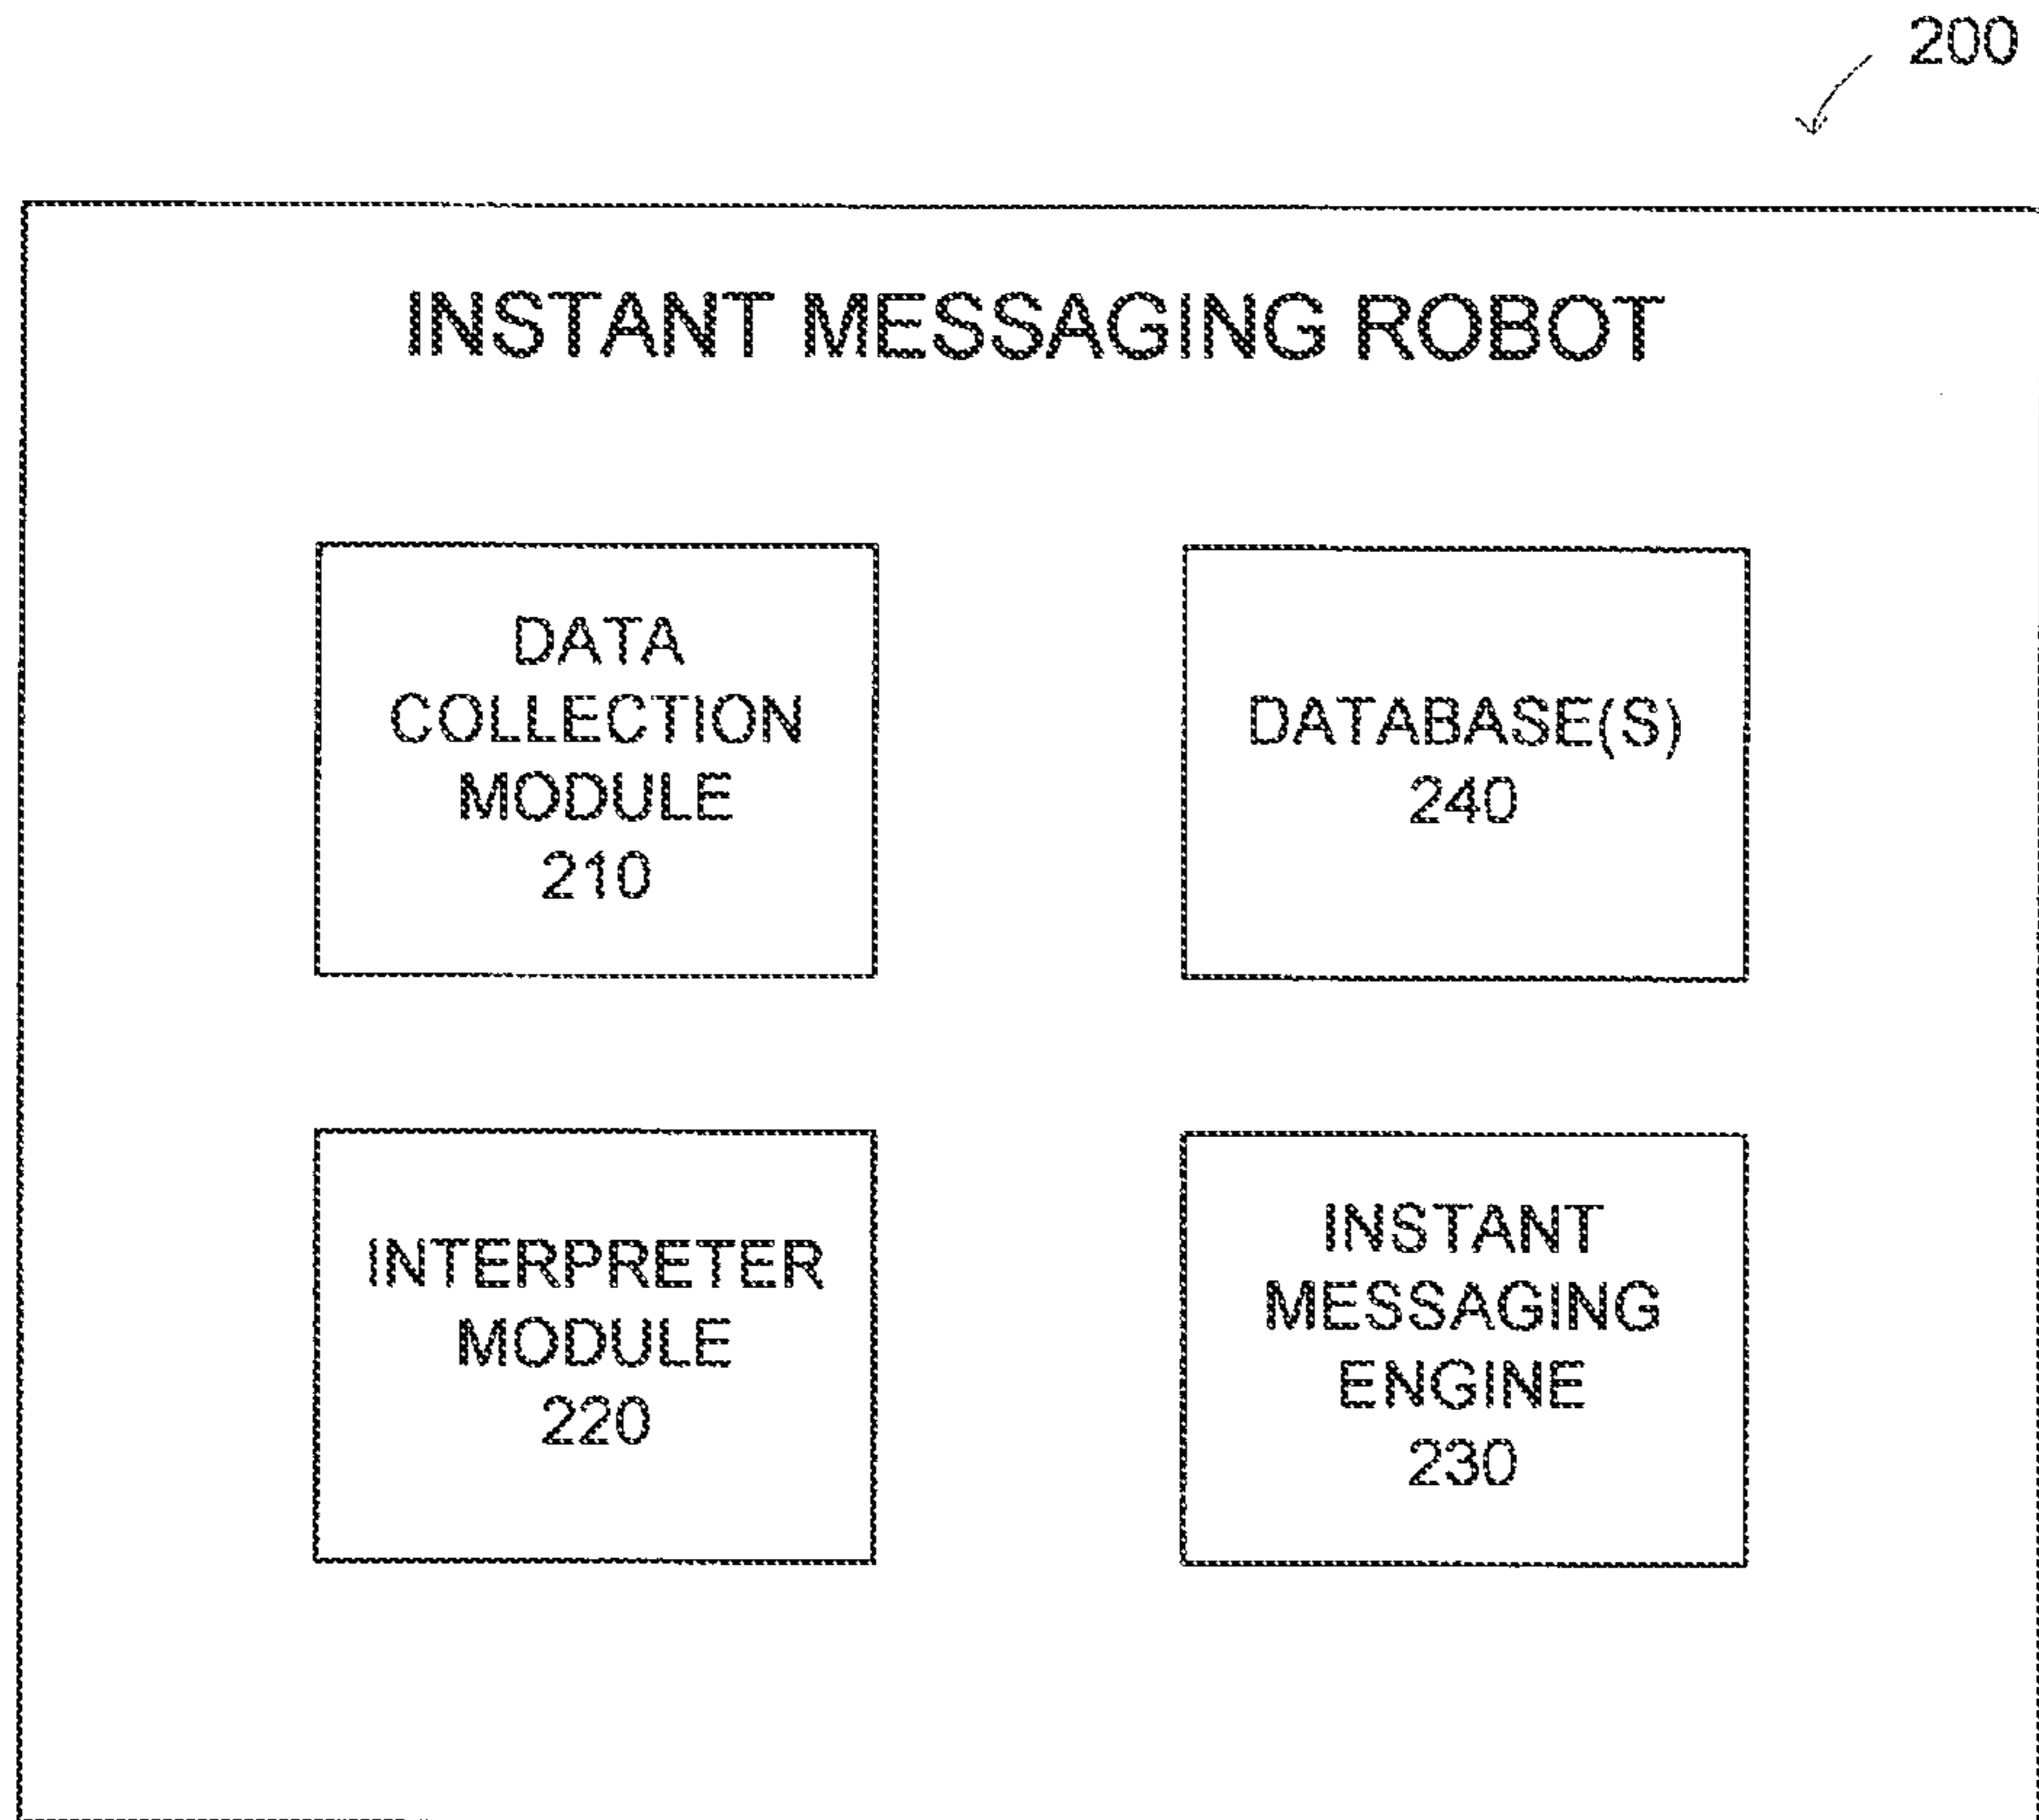 200
INSTANT MESSAGING ROBOT
DATA
COLLECTION
MODULE
210
DATABASE(S)
240
INTERPRETER
MODULE
220
INSTANT
MESSAGING
ENGINE
230